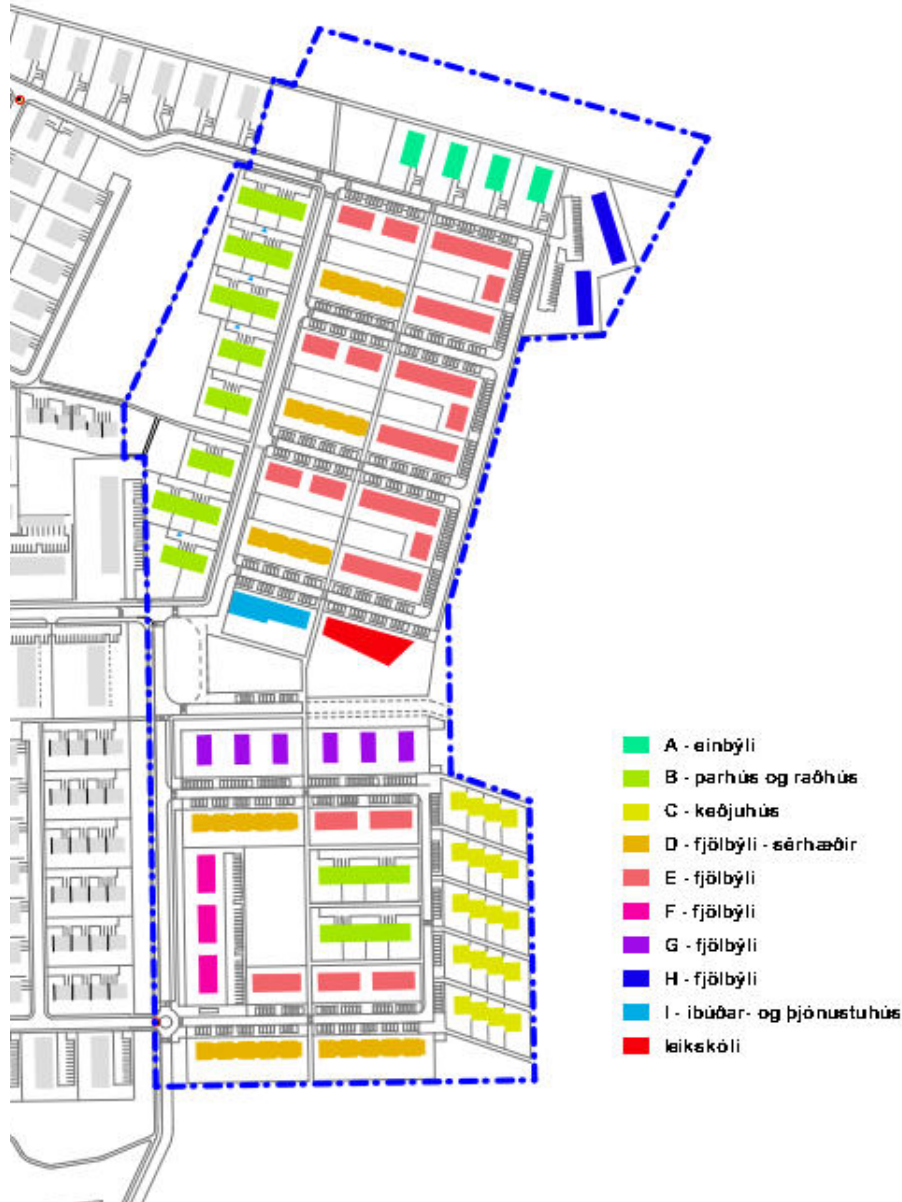 A - einbýli
B - parhús og raðhús
C - keðjuhús
D - fjölbýli - sérhæðir
E - fjölbýli
F - fjölbýli
G - fjölbýli
H - fjölbýli
I - íbúðar- og þjónustuhús
leikskóli